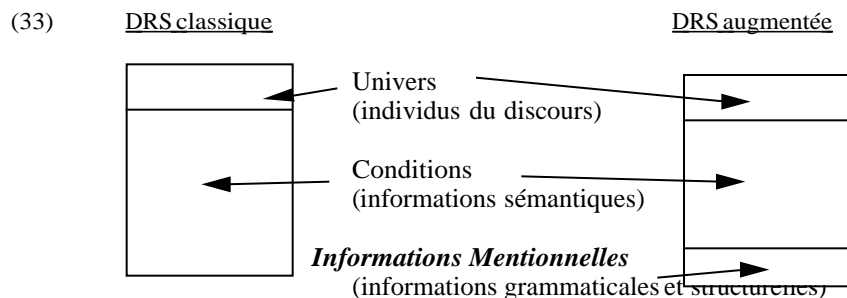 (33) DRS classique DRS augmentée
Univers
(individus du discours)
Conditions
(informations sémantiques)
Informations Mentionnelles
(informations grammaticales et structurelles)